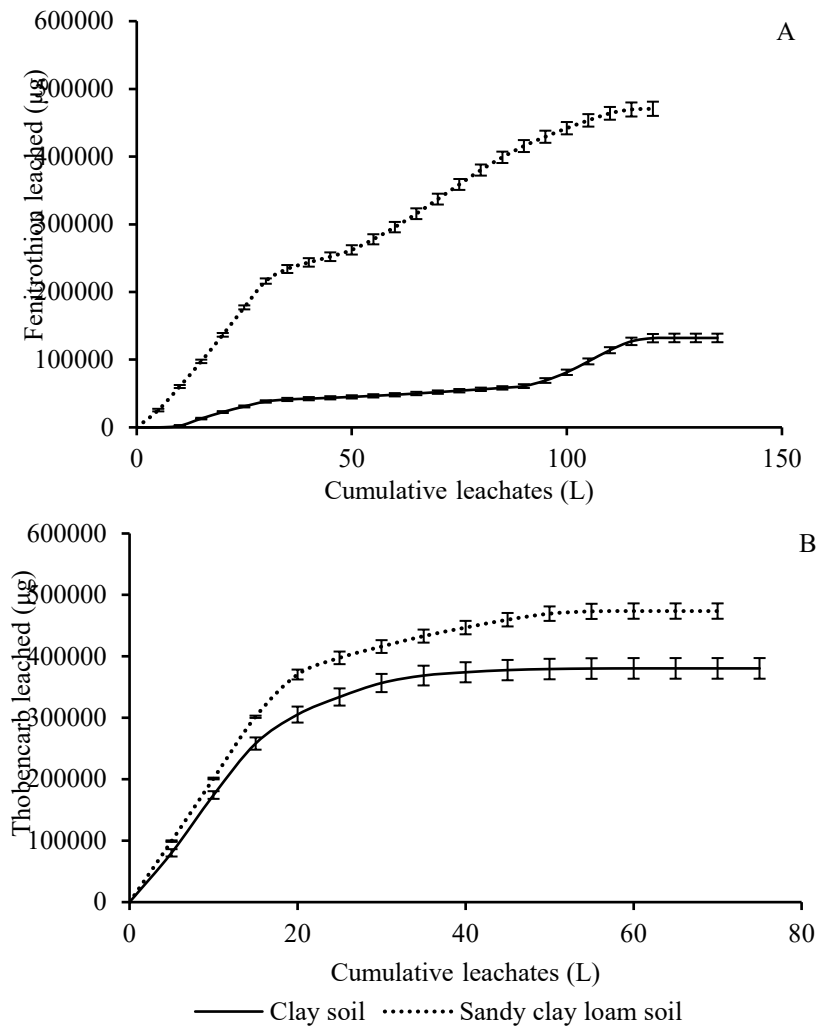 A
600000
500000
400000
300000
200000
100000
0
Fenitrothion leached (µg)
0 50 100 150
Cumulative leachates (L)
B
600000
500000
400000
300000
200000
100000
0
Thobencarb leached (µg)
0 20 40 60 80
Cumulative leachates (L)
Clay soil Sandy clay loam soil